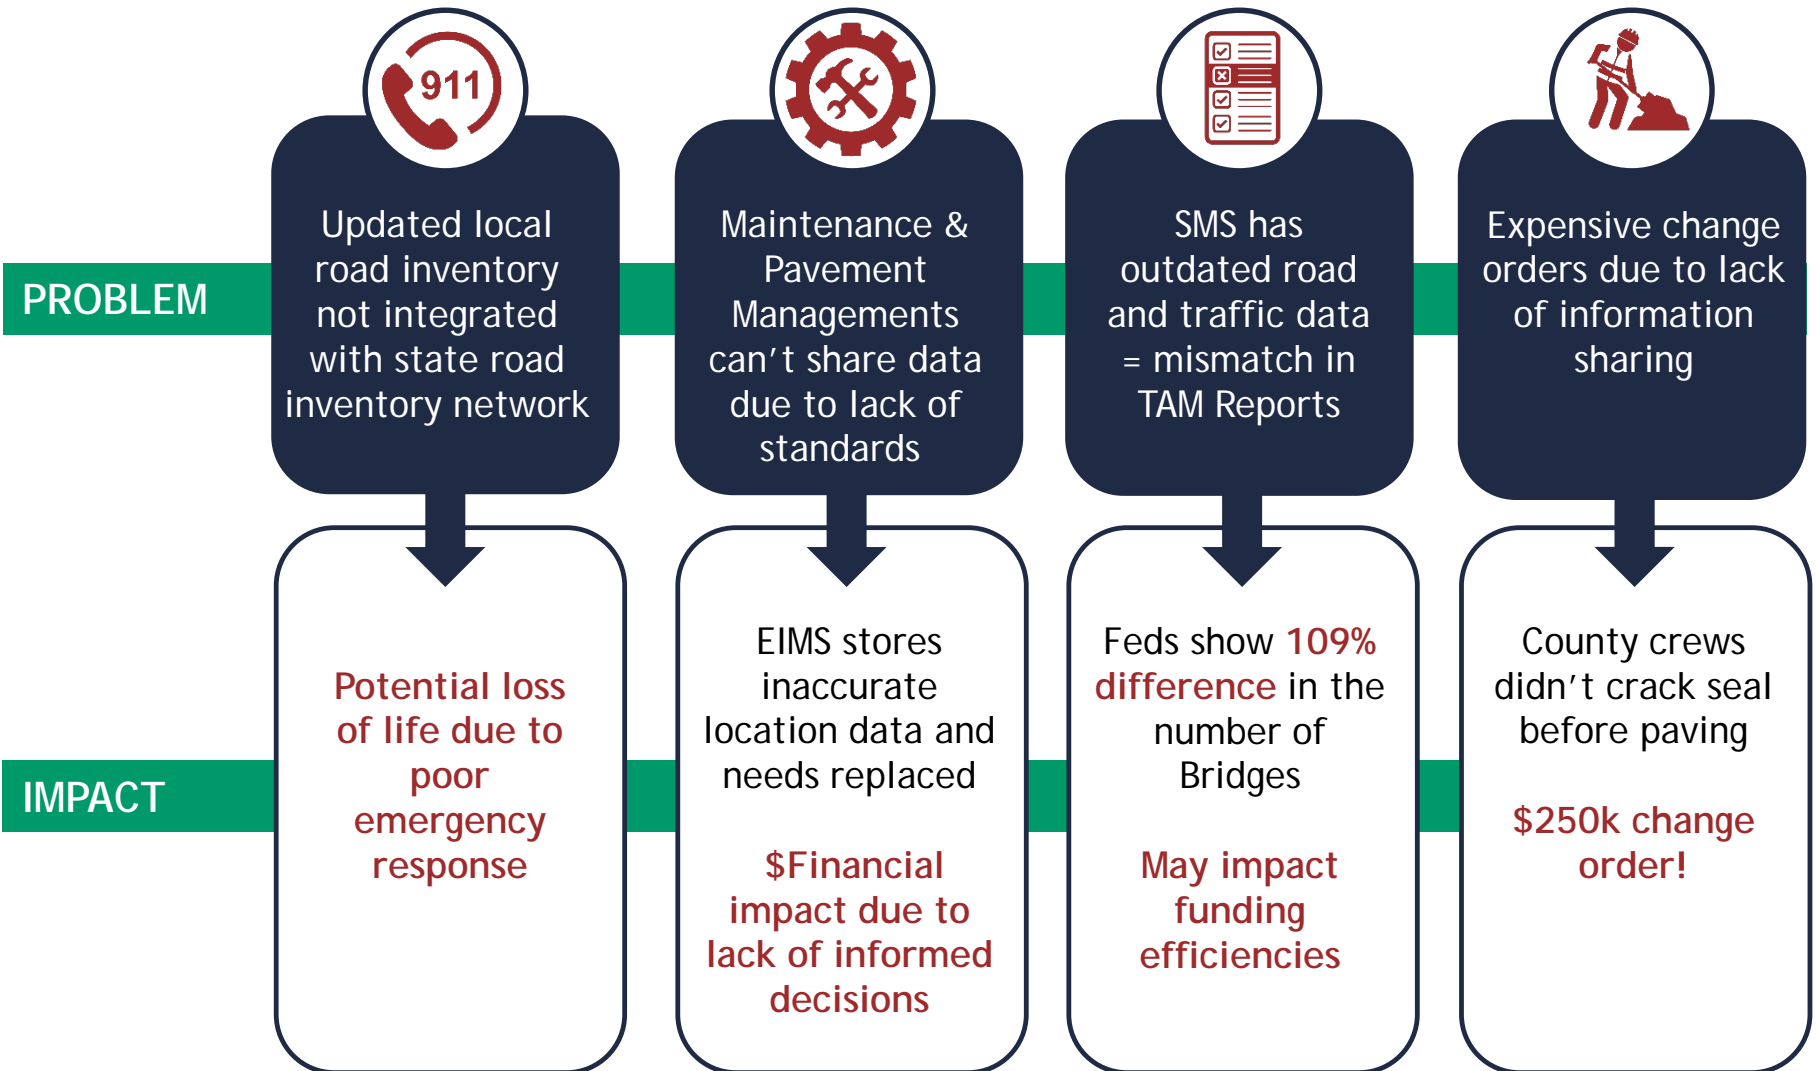 911
PROBLEM
Updated local
road inventory
not integrated
with state road
inventory network
Maintenance &
Pavement
Managements
can't share data
due to lack of
standards
SMS has
outdated road
and traffic data
= mismatch in
TAM Reports
Expensive change
orders due to lack
of information
sharing
IMPACT
Potential loss
of life due to
poor
emergency
response
EIMS stores
inaccurate
location data and
needs replaced
$Financial
impact due to
lack of informed
decisions
Feds show 109%
difference in the
number of
Bridges
May impact
funding
efficiencies
County crews
didn't crack seal
before paving
$250k change
order!